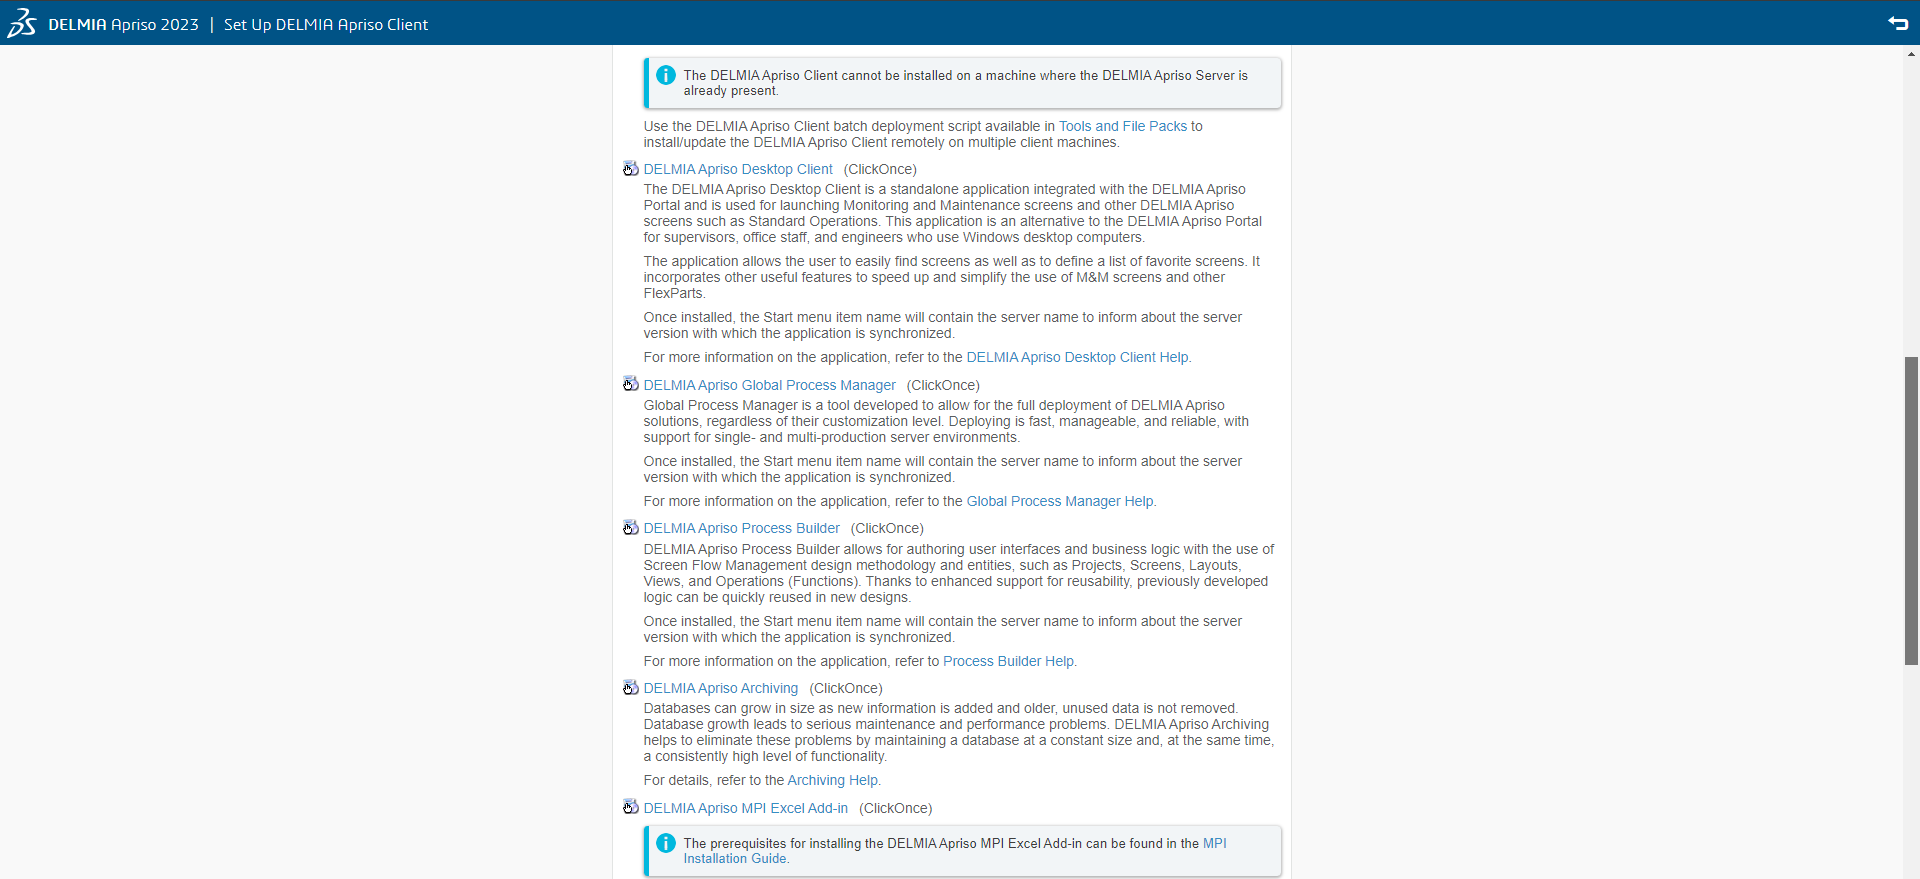 DELMIA Apriso 2023 | Set Up DELMIA Apriso Client
The DELMIA Apriso Client cannot be installed on a machine where the DELMIA Apriso Server is
already present.
Use the DELMIA Apriso Client batch deployment script available in Tools and File Packs to
install/update the DELMIA Apriso Client remotely on multiple client machines.
DELMIA Apriso Desktop Client (ClickOnce)
The DELMIA Apriso Desktop Client is a standalone application integrated with the DELMIA Apriso
Portal and is used for launching Monitoring and Maintenance screens and other DELMIA Apriso
screens such as Standard Operations. This application is an alternative to the DELMIA Apriso Portal
for supervisors, office staff, and engineers who use Windows desktop computers.
The application allows the user to easily find screens as well as to define a list of favorite screens. It
incorporates other useful features to speed up and simplify the use of M&M screens and other
FlexParts.
Once installed, the Start menu item name will contain the server name to inform about the server
version with which the application is synchronized.
For more information on the application, refer to the DELMIA Apriso Desktop Client Help.
DELMIA Apriso Global Process Manager (ClickOnce)
Global Process Manager is a tool developed to allow for the full deployment of DELMIA Apriso
solutions, regardless of their customization level. Deploying is fast, manageable, and reliable, with
support for single- and multi-production server environments.
Once installed, the Start menu item name will contain the server name to inform about the server
version with which the application is synchronized.
For more information on the application, refer to the Global Process Manager Help.
DELMIA Apriso Process Builder (ClickOnce)
DELMIA Apriso Process Builder allows for authoring user interfaces and business logic with the use of
Screen Flow Management design methodology and entities, such as Projects, Screens, Layouts,
Views, and Operations (Functions). Thanks to enhanced support for reusability, previously developed
logic can be quickly reused in new designs.
Once installed, the Start menu item name will contain the server name to inform about the server
version with which the application is synchronized.
For more information on the application, refer to Process Builder Help.
DELMIA Apriso Archiving (ClickOnce)
Databases can grow in size as new information is added and older, unused data is not removed.
Database growth leads to serious maintenance and performance problems. DELMIA Apriso Archiving
helps to eliminate these problems by maintaining a database at a constant size and, at the same time,
a consistently high level of functionality.
For details, refer to the Archiving Help.
DELMIA Apriso MPI Excel Add-in (ClickOnce)
The prerequisites for installing the DELMIA Apriso MPI Excel Add-in can be found in the MPI
Installation Guide.